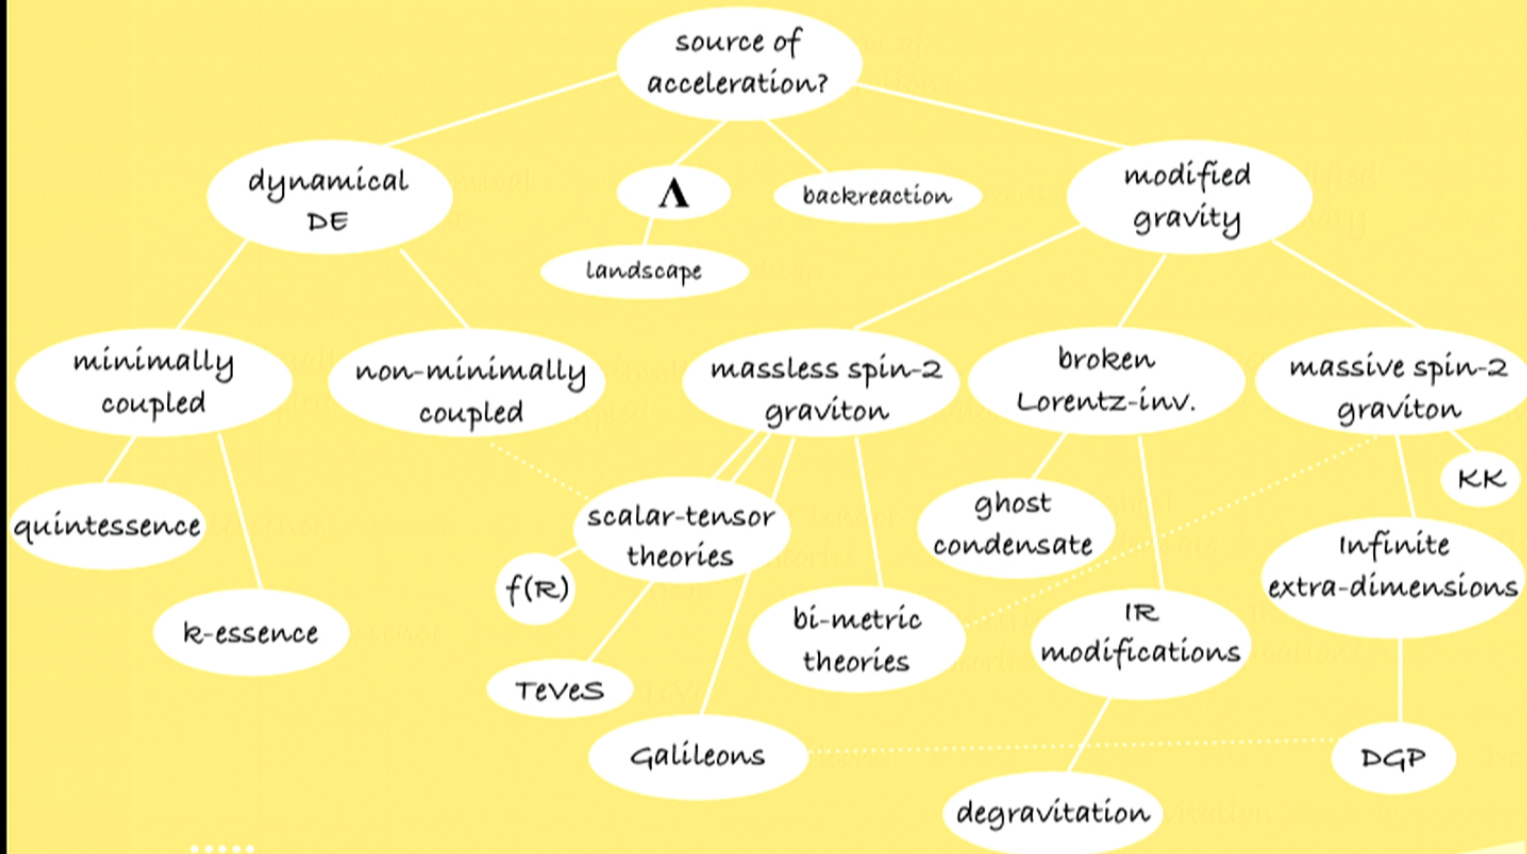 source of
acceleration?
dynamical
DE
Λ
backreaction
modified
gravity
landscape
minimally
coupled
non-minimally
coupled
massless spin-2
graviton
broken
Lorentz-inv.
massive spin-2
graviton
KK
quintessence
scalar-tensor
theories
ghost
condensate
Infinite
extra-dimensions
f(R)
k-essence
bi-metric
theories
IR
modifications
TeVeS
Galileons
DGP
degravitation